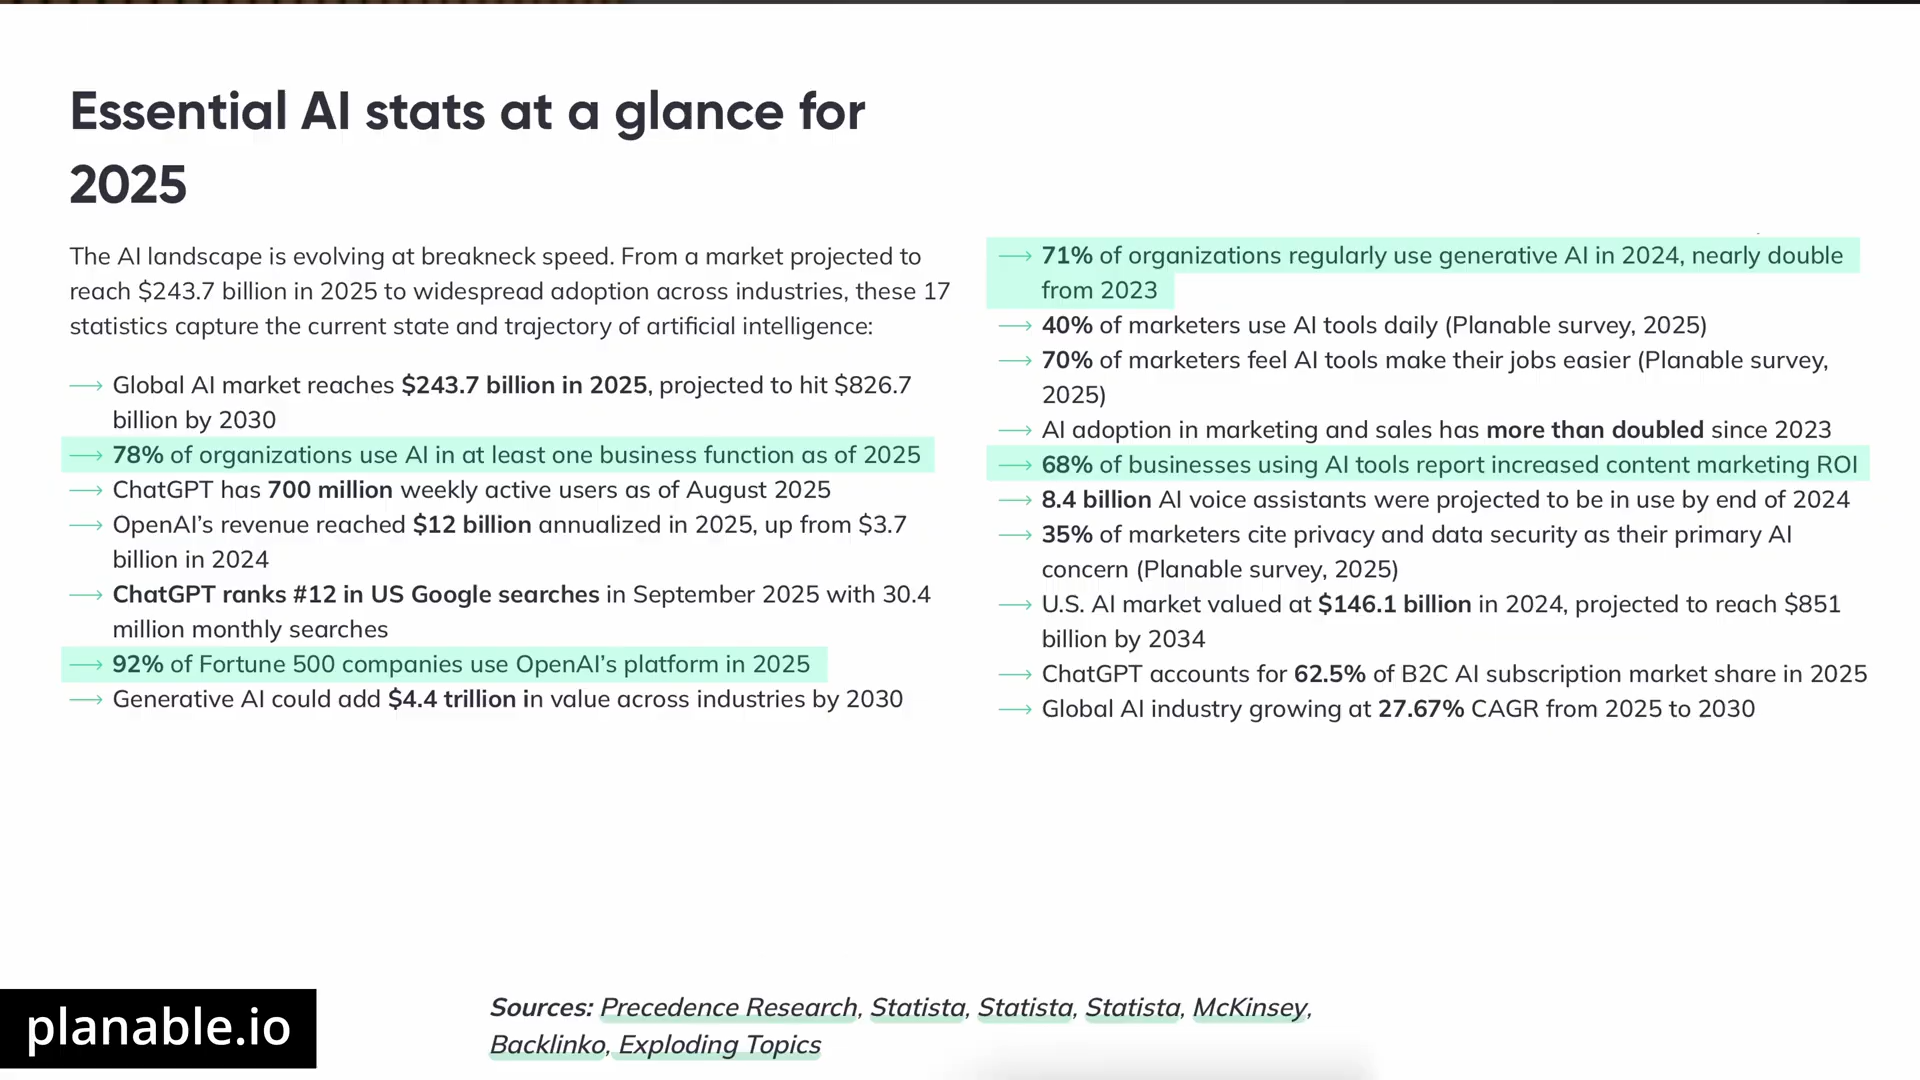 Essential AI stats at a glance for
2025
The AI landscape is evolving at breakneck speed. From a market projected to
reach $243.7 billion in 2025 to widespread adoption across industries, these 17
statistics capture the current state and trajectory of artificial intelligence:
Global AI market reaches $243.7 billion in 2025, projected to hit $826.7
billion by 2030
78% of organizations use AI in at least one business function as of 2025
ChatGPT has 700 million weekly active users as of August 2025
OpenAI’s revenue reached $12 billion annualized in 2025, up from $3.7
billion in 2024
ChatGPT ranks #12 in US Google searches in September 2025 with 30.4
million monthly searches
92% of Fortune 500 companies use OpenAI’s platform in 2025
Generative AI could add $4.4 trillion in value across industries by 2030
71% of organizations regularly use generative AI in 2024, nearly double
from 2023
40% of marketers use AI tools daily (Planable survey, 2025)
70% of marketers feel AI tools make their jobs easier (Planable survey,
2025)
AI adoption in marketing and sales has more than doubled since 2023
68% of businesses using AI tools report increased content marketing ROI
8.4 billion AI voice assistants were projected to be in use by end of 2024
35% of marketers cite privacy and data security as their primary AI
concern (Planable survey, 2025)
U.S. AI market valued at $146.1 billion in 2024, projected to reach $851
billion by 2034
ChatGPT accounts for 62.5% of B2C AI subscription market share in 2025
Global AI industry growing at 27.67% CAGR from 2025 to 2030
Sources: Precedence Research, Statista, Statista, Statista, McKinsey,
Backlinko, Exploding Topics
planable.io